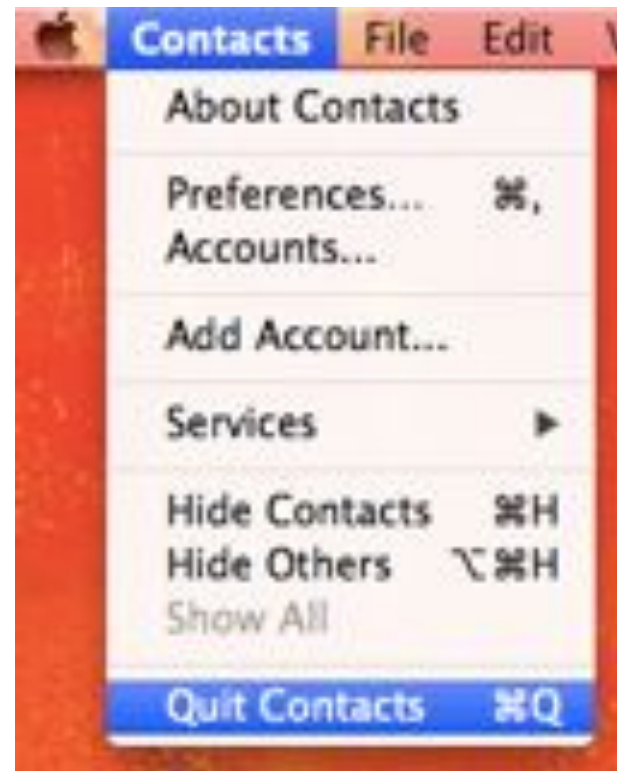 Contacts File Edit
About Contacts
Preferences... ⌘,
Accounts...
Add Account...
Services ▶
Hide Contacts ⌘H
Hide Others ⌥⌘H
Show All
Quit Contacts ⌘Q